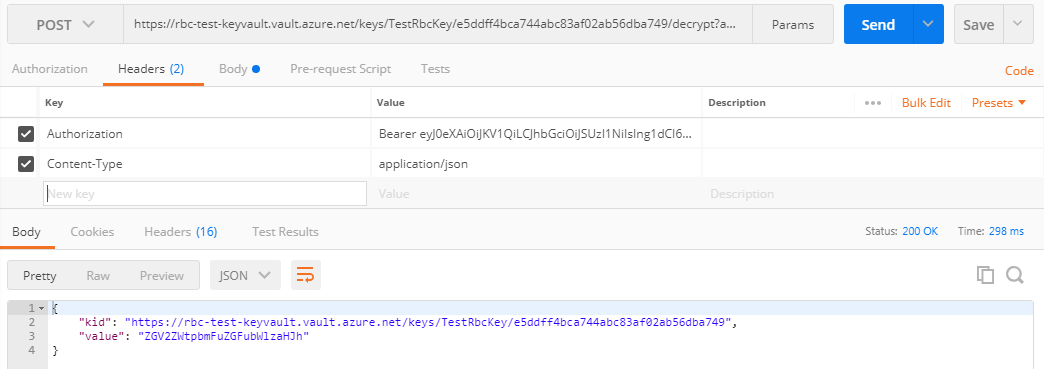 POST https://rbc-test-keyvault.vault.azure.net/keys/TestRbcKey/e5ddff4bca744abc83af02ab56dba749/decrypt?a... Params Send Save
Authorization Headers (2) Body Pre-request Script Tests Code
Key Value Description ••• Bulk Edit Presets
Authorization Bearer eyJ0eXAiOiJKV1QiLCJhbGciOiJSUzI1NiIsIng1dCI6...
Content-Type application/json
New key Value Description
Body Cookies Headers (16) Test Results Status: 200 OK Time: 298 ms
Pretty Raw Preview JSON
1 {
2 "kid": "https://rbc-test-keyvault.vault.azure.net/keys/TestRbcKey/e5ddff4bca744abc83af02ab56dba749",
3 "value": "ZGV2ZWtpbmFuZGFubWlzaHJh"
4 }